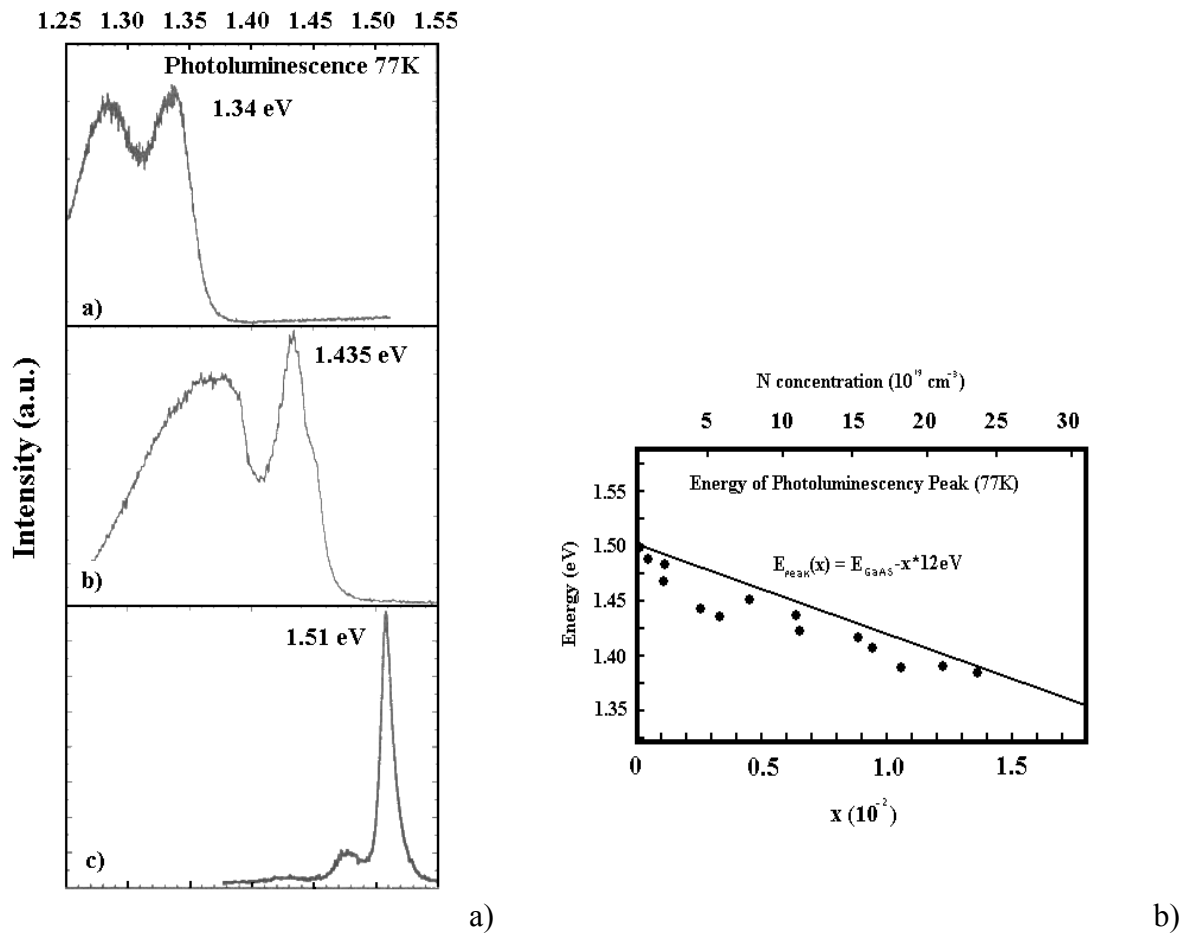 1.25 1.30 1.35 1.40 1.45 1.50 1.55
Photoluminescence 77K
1.34 eV
a)
1.435 eV
b)
1.51 eV
c)
Intensity (a.u.)
a)
N concentration (10¹⁹ cm⁻³)
5 10 15 20 25 30
Energy of Photoluminescency Peak (77K)
E_Peak(x) = E_GaAS-x*12eV
1.55
1.50
1.45
1.40
1.35
Energy (eV)
0 0.5 1.0 1.5
x (10⁻²)
b)